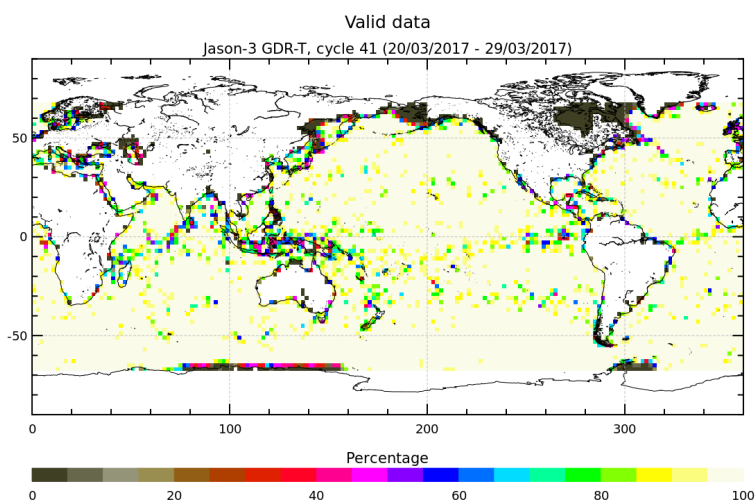 Valid data
Jason-3 GDR-T, cycle 41 (20/03/2017 - 29/03/2017)
50
0
-50
0 100 200 300
Percentage
0 20 40 60 80 100